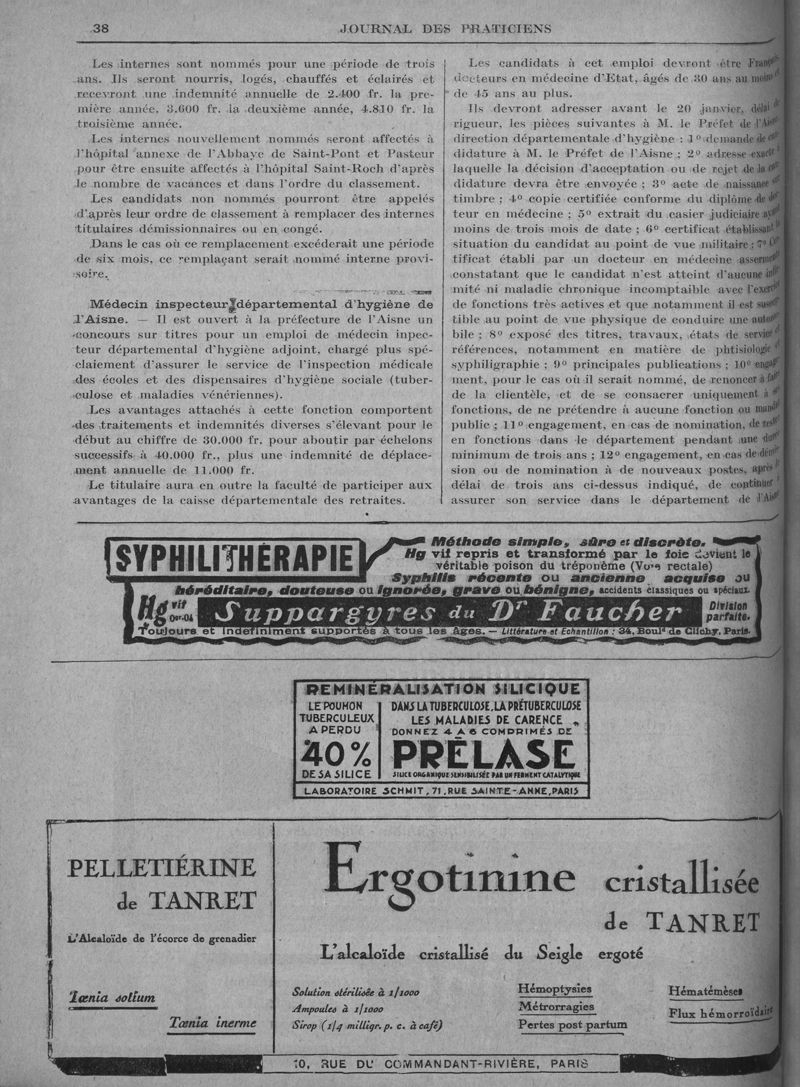 38
JOURNAL DES PRATICIENS
Les internes sont nommés pour une période de trois
ans. Ils seront nourris, logés, chauffés et éclairés et
recevront une indemnité annuelle de 2.400 fr. la pre-
mière année, 3.600 fr. la deuxième année, 4.810 fr. la
troisième année.
Les internes nouvellement nommés seront affectés à
l'hôpital annexe de l'Abbaye de Saint-Pont et Pasteur
pour être ensuite affectés à l'hôpital Saint-Roch d'après
le nombre de vacances et dans l'ordre du classement.
Les candidats non nommés pourront être appelés
d'après leur ordre de classement à remplacer des internes
titulaires démissionnaires ou en congé.
Dans le cas où ce remplacement excéderait une période
de six mois, ce remplaçant serait nommé interne provi-
soire.
Médecin inspecteur départemental d'hygiène de
l'Aisne. — Il est ouvert à la préfecture de l'Aisne un
concours sur titres pour un emploi de médecin inpec-
teur départemental d'hygiène adjoint, chargé plus spé-
claiement d'assurer le service de l'inspection médicale
des écoles et des dispensaires d'hygiène sociale (tuber-
culose et maladies vénériennes).
Les avantages attachés à cette fonction comportent
des traitements et indemnités diverses s'élevant pour le
début au chiffre de 30.000 fr. pour aboutir par échelons
successifs à 40.000 fr., plus une indemnité de déplace-
ment annuelle de 11.000 fr.
Le titulaire aura en outre la faculté de participer aux
avantages de la caisse départementale des retraites.
Les candidats à cet emploi devront être
docteurs en médecine d'Etat, âgés de 30 ans au moins et
de 45 ans au plus.
Ils devront adresser avant le 20 janvier, délai de
rigueur, les pièces suivantes à M. le Préfet de
direction départementale d'hygiène : 1° demande de
didature à M. le Préfet de l'Aisne ; 2° adresse exacte à
laquelle la décision d'acceptation ou de rejet de la
didature devra être envoyée ; 3° acte de naissance
timbre ; 4° copie certifiée conforme du diplôme de
teur en médecine ; 5° extrait du casier judiciaire
moins de trois mois de date ; 6° certificat établissant
situation du candidat au point de vue militaire ; 7°
tificat établi par un docteur en médecine assermenté
constatant que le candidat n'est atteint d'aucune
mité ni maladie chronique incomptaible avec
de fonctions très actives et que notamment il est
tible au point de vue physique de conduire une
bile ; 8° exposé des titres, travaux, états de service
références, notamment en matière de phtisiologie et
syphiligraphie ; 9° principales publications ; 10°
ment, pour le cas où il serait nommé, de renoncer à
de la clientèle, et de se consacrer uniquement à
fonctions, de ne prétendre à aucune fonction ou
public ; 11° engagement, en cas de nomination, de
en fonctions dans le département pendant une
minimum de trois ans ; 12° engagement, en cas de
sion ou de nomination à de nouveaux postes, après
délai de trois ans ci-dessus indiqué, de continuer
assurer son service dans le département de
SYPHILITHÉRAPIE
Méthode simple, sûre et discrète.
Hg vif repris et transformé par le foie devient le
véritable poison du tréponème (Voie rectale)
Syphilis récente ou ancienne acquise ou
héréditaire, douteuse ou ignorée, grave ou bénigne, accidents classiques ou spéciaux.
Hg vif
0gr.04
Suppargyres du Dr Faucher
Division
parfaite.
Toujours et indéfiniment supportés à tous les âges. — Littérature et Echantillon : 34, Boulᵈ de Clichy, Paris.
REMINÉRALISATION SILICIQUE
LE POUMON
TUBERCULEUX
A PERDU
40%
DE SA SILICE
DANS LA TUBERCULOSE, LA PRÉTUBERCULOSE
LES MALADIES DE CARENCE
DONNEZ 4 A 6 COMPRIMÉS DE
PRÉLASE
SILICE ORGANIQUE SENSIBILISÉE PAR UN FERMENT CATALYTIQUE
LABORATOIRE SCHMIT, 71, RUE SAINTE-ANNE, PARIS
PELLETIÉRINE
de TANRET
L'Alcaloïde de l'écorce de grenadier
Tænia solium
Tænia inerme
Ergotinine cristallisée
de TANRET
L'alcaloïde cristallisé du Seigle ergoté
Solution stérilisée à 1/1000
Ampoules à 1/1000
Sirop (1/4 milligr. p. c. à café)
Hémoptysies
Métrorragies
Pertes post partum
Hématémèses
Flux hémorroïdaire
10, RUE DU COMMANDANT-RIVIÈRE, PARIS